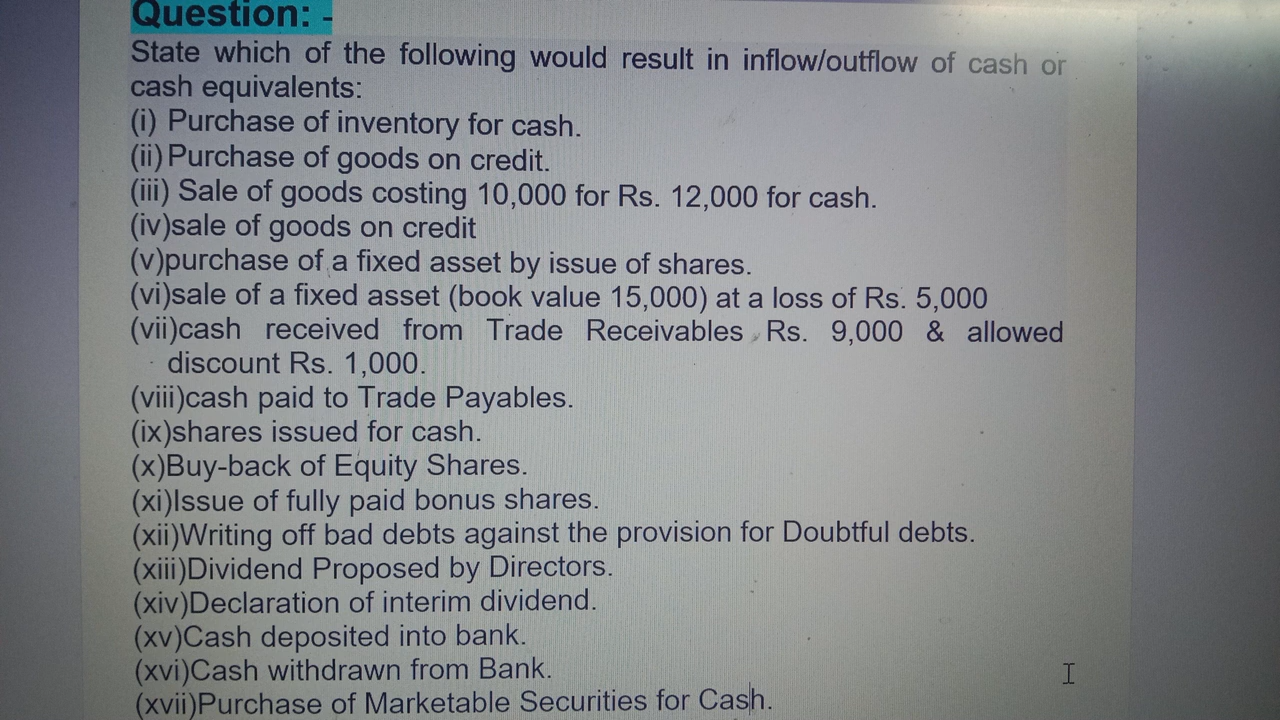 Question: -
State which of the following would result in inflow/outflow of cash or
cash equivalents:
(i) Purchase of inventory for cash.
(ii) Purchase of goods on credit.
(iii) Sale of goods costing 10,000 for Rs. 12,000 for cash.
(iv)sale of goods on credit
(v)purchase of a fixed asset by issue of shares.
(vi)sale of a fixed asset (book value 15,000) at a loss of Rs. 5,000
(vii)cash received from Trade Receivables Rs. 9,000 & allowed
discount Rs. 1,000.
(viii)cash paid to Trade Payables.
(ix)shares issued for cash.
(x)Buy-back of Equity Shares.
(xi)Issue of fully paid bonus shares.
(xii)Writing off bad debts against the provision for Doubtful debts.
(xiii)Dividend Proposed by Directors.
(xiv)Declaration of interim dividend.
(xv)Cash deposited into bank.
(xvi)Cash withdrawn from Bank.
(xvii)Purchase of Marketable Securities for Cash.